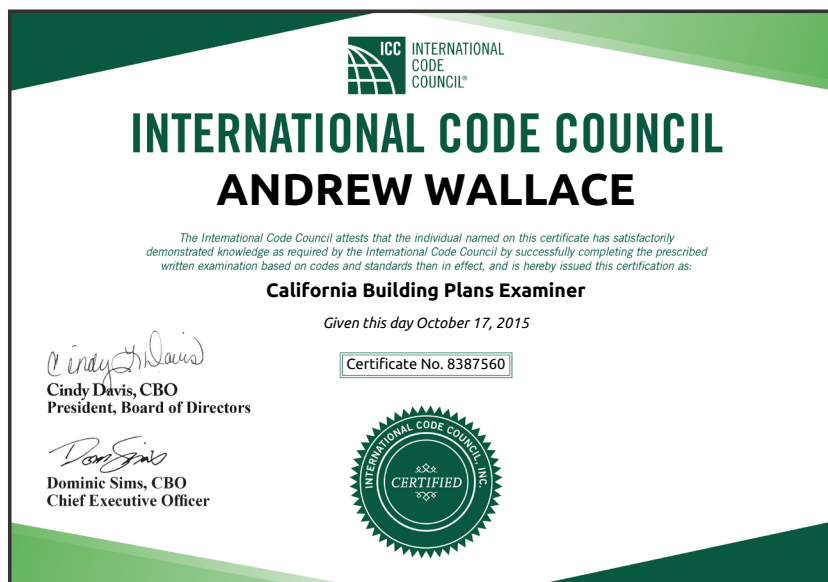 ICC INTERNATIONAL
CODE
COUNCIL®
INTERNATIONAL CODE COUNCIL
ANDREW WALLACE
The International Code Council attests that the individual named on this certificate has satisfactorily
demonstrated knowledge as required by the International Code Council by successfully completing the prescribed
written examination based on codes and standards then in effect, and is hereby issued this certification as:
California Building Plans Examiner
Given this day October 17, 2015
Certificate No. 8387560
Cindy Davis
Cindy Davis, CBO
President, Board of Directors
Dom Sims
Dominic Sims, CBO
Chief Executive Officer
INTERNATIONAL CODE COUNCIL, INC.
CERTIFIED